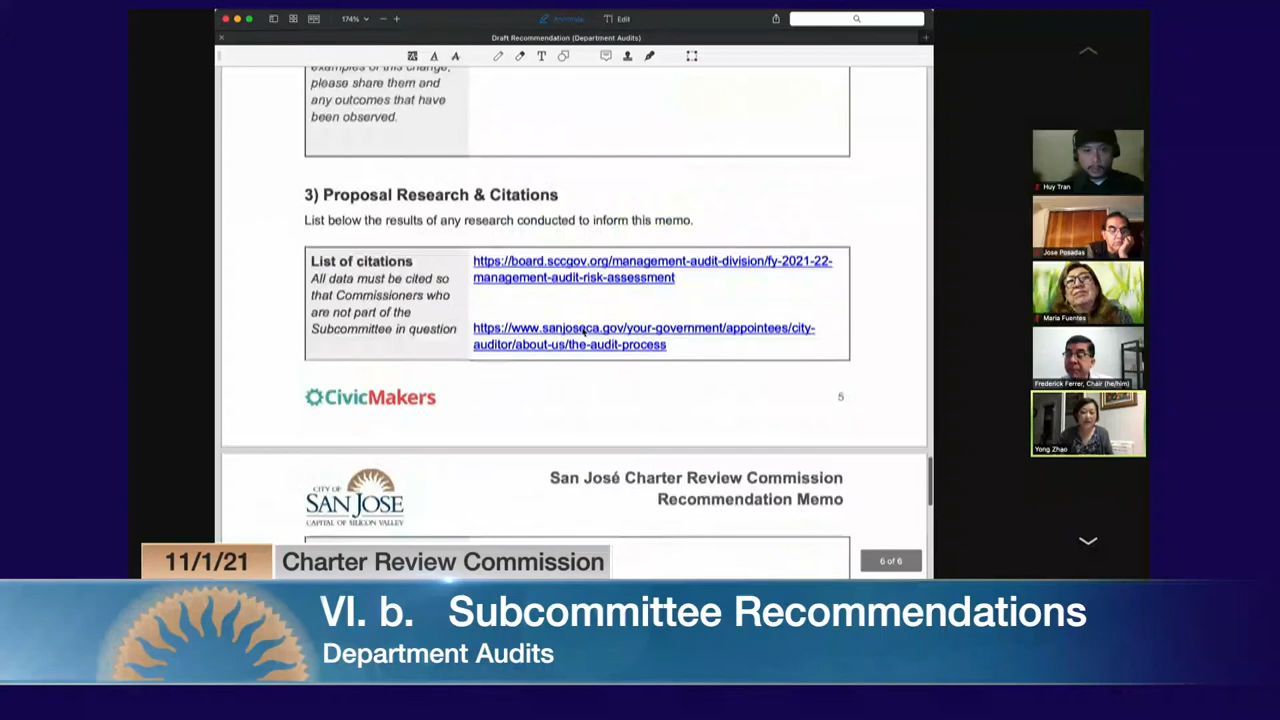 174%
Annotate
Edit
Draft Recommendation (Department Audits)
examples of this change,
please share them and
any outcomes that have
been observed.
3) Proposal Research & Citations
List below the results of any research conducted to inform this memo.
List of citations
All data must be cited so
that Commissioners who
are not part of the
Subcommittee in question
https://board.sccgov.org/management-audit-division/fy-2021-22-
management-audit-risk-assessment
https://www.sanjoseca.gov/your-government/appointees/city-
auditor/about-us/the-audit-process
CivicMakers
5
CITY OF
SAN JOSE
CAPITAL OF SILICON VALLEY
San José Charter Review Commission
Recommendation Memo
6 of 6
Huy Tran
Jose Posadas
Maria Fuentes
Frederick Ferrer, Chair (he/him)
Yong Zhao
11/1/21
Charter Review Commission
VI. b. Subcommittee Recommendations
Department Audits